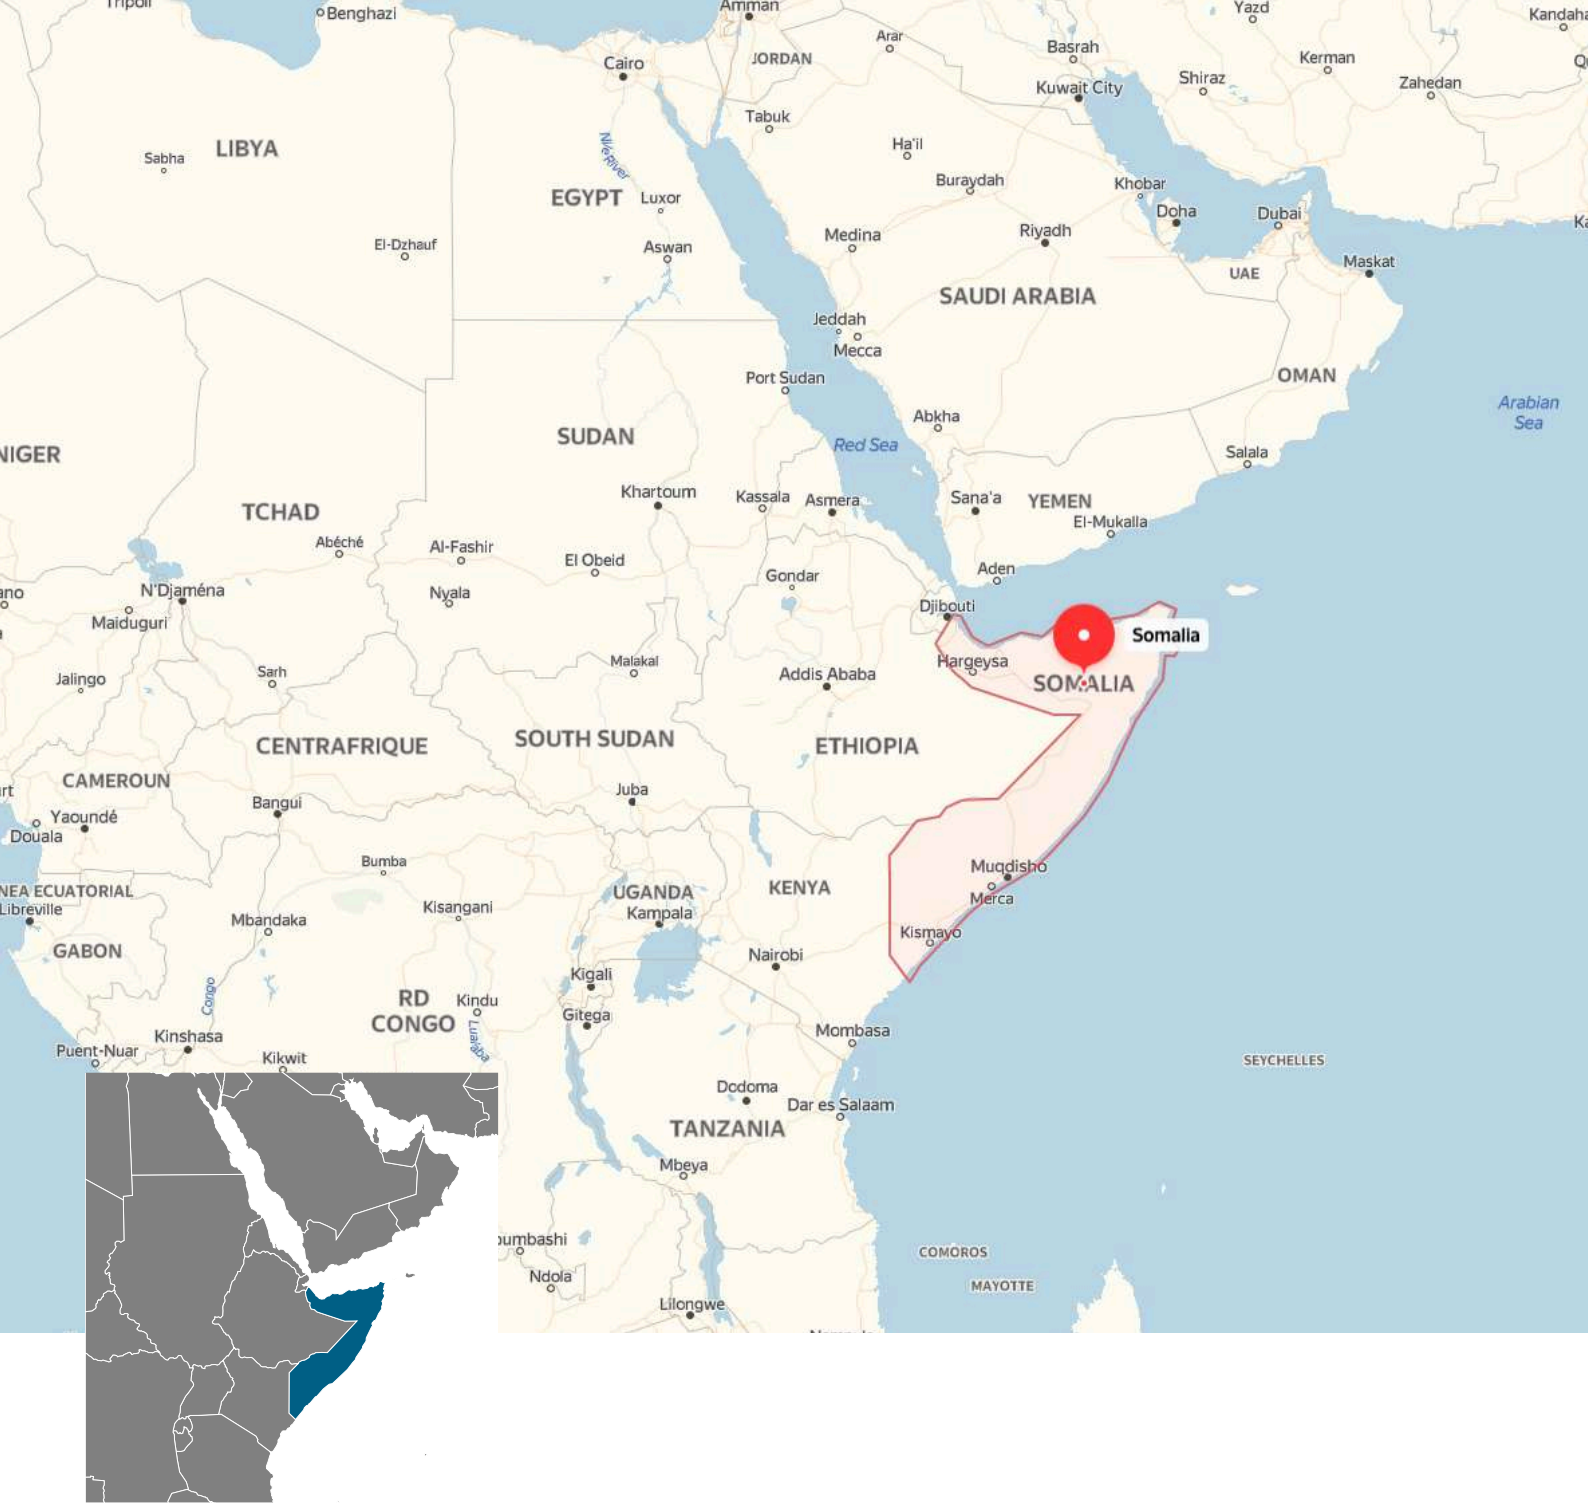 Tripoli
Benghazi
Amman
Yazd
Kandaha
Cairo
JORDAN
Arar
Basrah
Kerman
Shiraz
Zahedan
Kuwait City
Tabuk
LIBYA
Sabha
Nile River
Ha'il
EGYPT
Luxor
Buraydah
Khobar
Doha
Dubai
El-Dzhauf
Aswan
Medina
Riyadh
Maskat
UAE
SAUDI ARABIA
Jeddah
Mecca
Port Sudan
OMAN
Arabian
Sea
Abkha
SUDAN
Red Sea
NIGER
Salala
Khartoum
Kassala
Asmera
Sana'a
YEMEN
TCHAD
El-Mukalla
Abéché
Al-Fashir
El Obeid
Gondar
Aden
N'Djaména
ano
Nyala
Djibouti
Maiduguri
Somalia
Malakal
Hargeysa
Jalingo
Sarh
Addis Ababa
SOMALIA
CENTRAFRIQUE
SOUTH SUDAN
ETHIOPIA
CAMEROUN
Juba
Bangui
Yaoundé
Douala
Bumba
Muqdisho
NEA ECUATORIAL
UGANDA
KENYA
Merca
Libreville
Mbandaka
Kisangani
Kampala
Kismayo
GABON
Nairobi
Kigali
Congo
RD
CONGO
Kindu
Gitega
Lualaba
Kinshasa
Mombasa
Puent-Nuar
Kikwit
SEYCHELLES
Dodoma
Dar es Salaam
TANZANIA
Mbeya
bumbashi
COMOROS
Ndola
MAYOTTE
Lilongwe